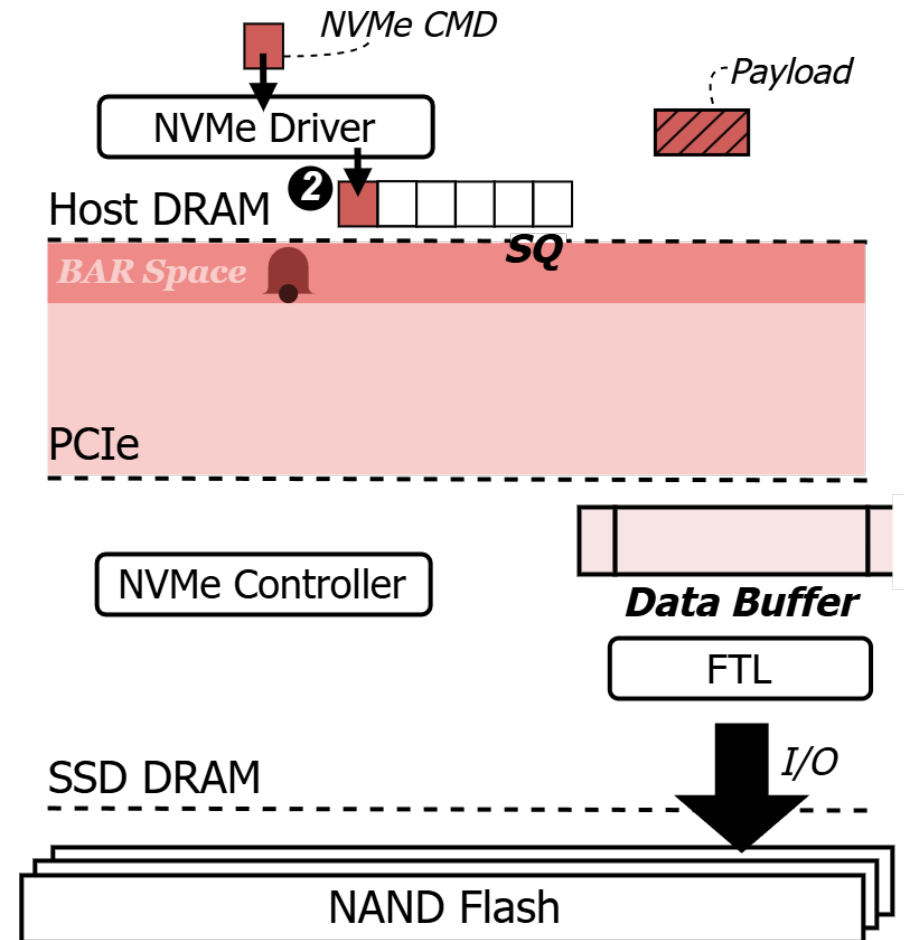 NVMe CMD
Payload
NVMe Driver
2
Host DRAM
SQ
BAR Space
PCIe
NVMe Controller
Data Buffer
FTL
I/O
SSD DRAM
NAND Flash